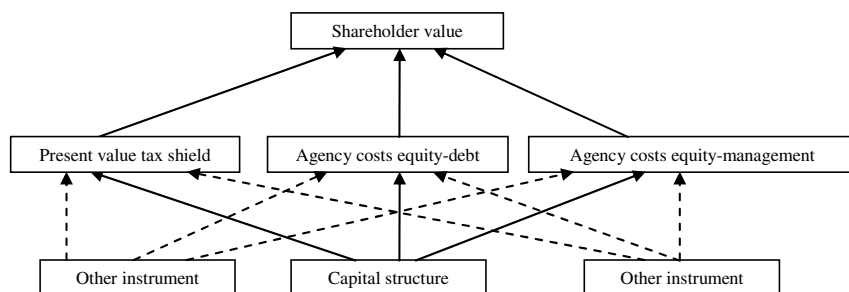 Shareholder value
Present value tax shield
Agency costs equity-debt
Agency costs equity-management
Other instrument
Capital structure
Other instrument